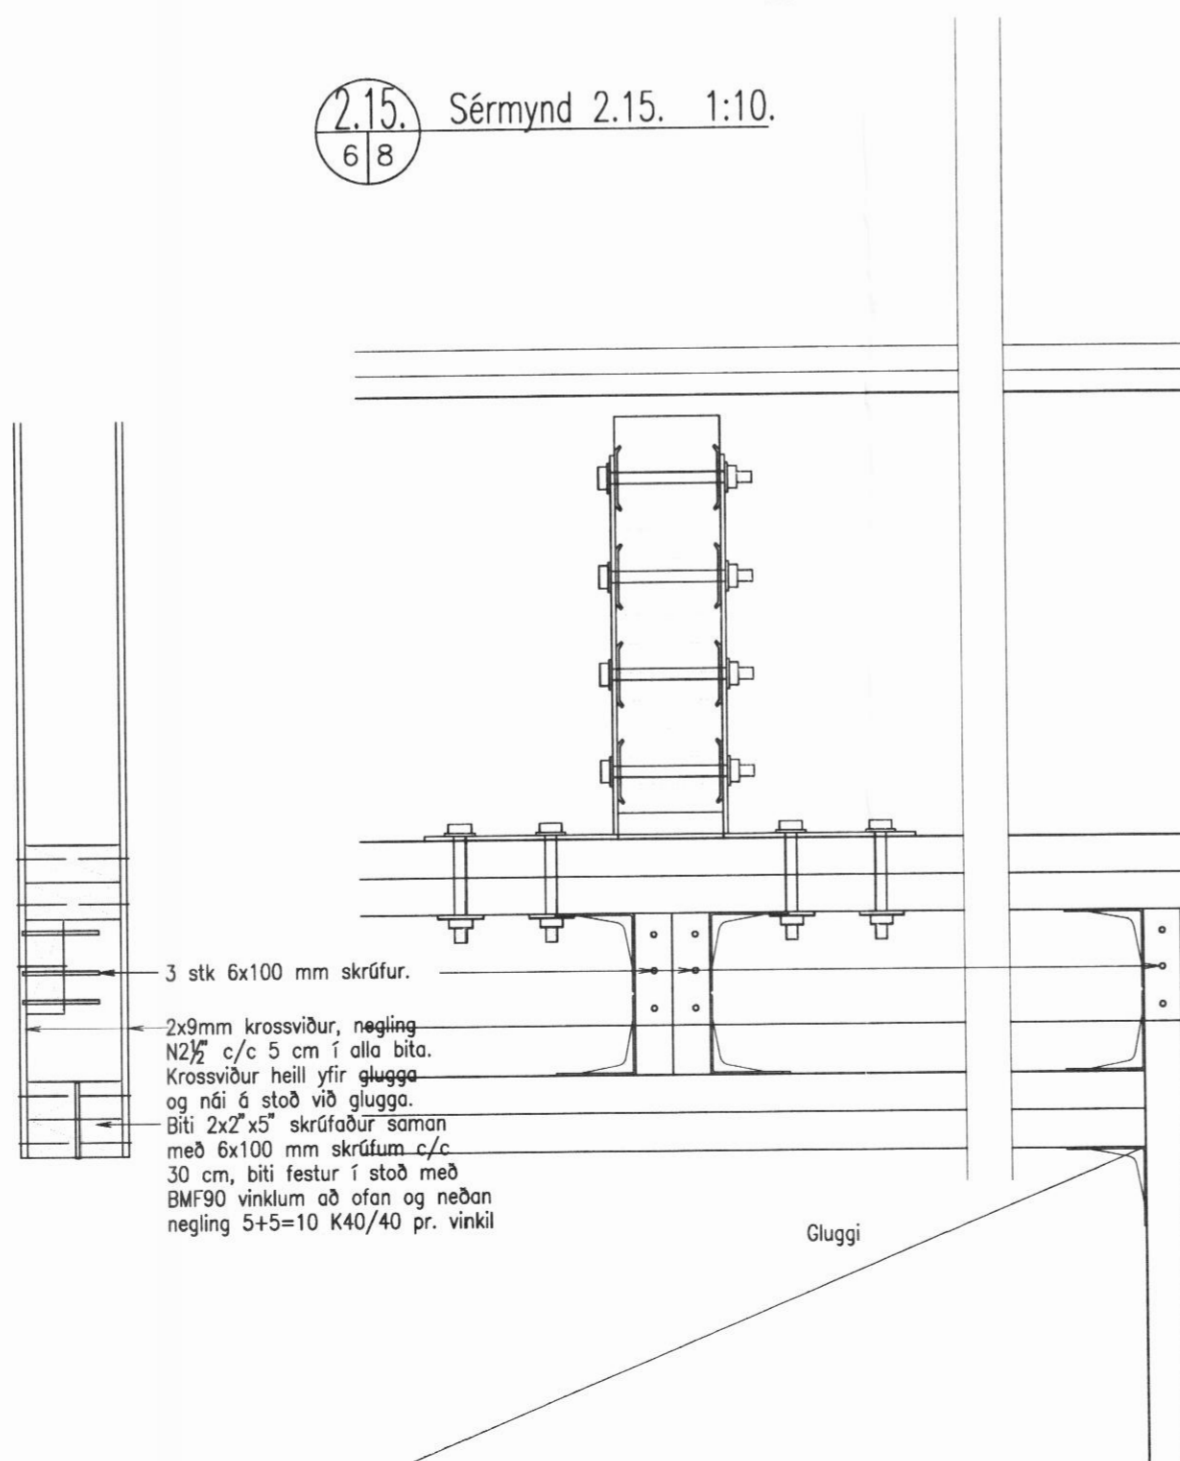 2.15. Sérmynd 2.15. 1:10.
6 8
3 stk 6x100 mm skrúfur.
2x9mm krossviður, negling
N2½" c/c 5 cm í alla bita.
Krossviður heill yfir glugga
og nái á stoð við glugga.
Biti 2x2"x5" skrúfaður saman
með 6x100 mm skrúfum c/c
30 cm, biti festur í stoð með
BMF90 vinklum að ofan og neðan
negling 5+5=10 K40/40 pr. vinkil
Gluggi